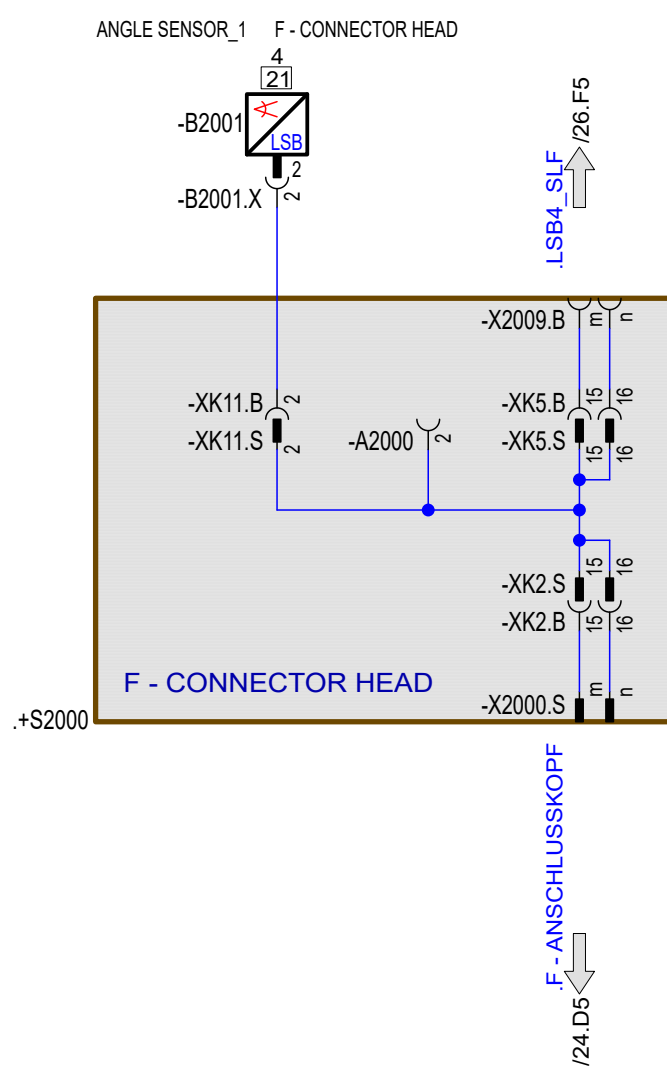 ANGLE SENSOR_1 F - CONNECTOR HEAD
4
21
-B2001
LSB
2
-B2001.X
2
/26.F5
.LSB4_SLF
-X2009.B
m
n
-XK11.B
2
-XK11.S
2
-A2000
2
-XK5.B
15
16
-XK5.S
15
16
-XK2.S
15
16
-XK2.B
15
16
F - CONNECTOR HEAD
-X2000.S
m
n
.+S2000
.F - ANSCHLUSSKOPF
/24.D5